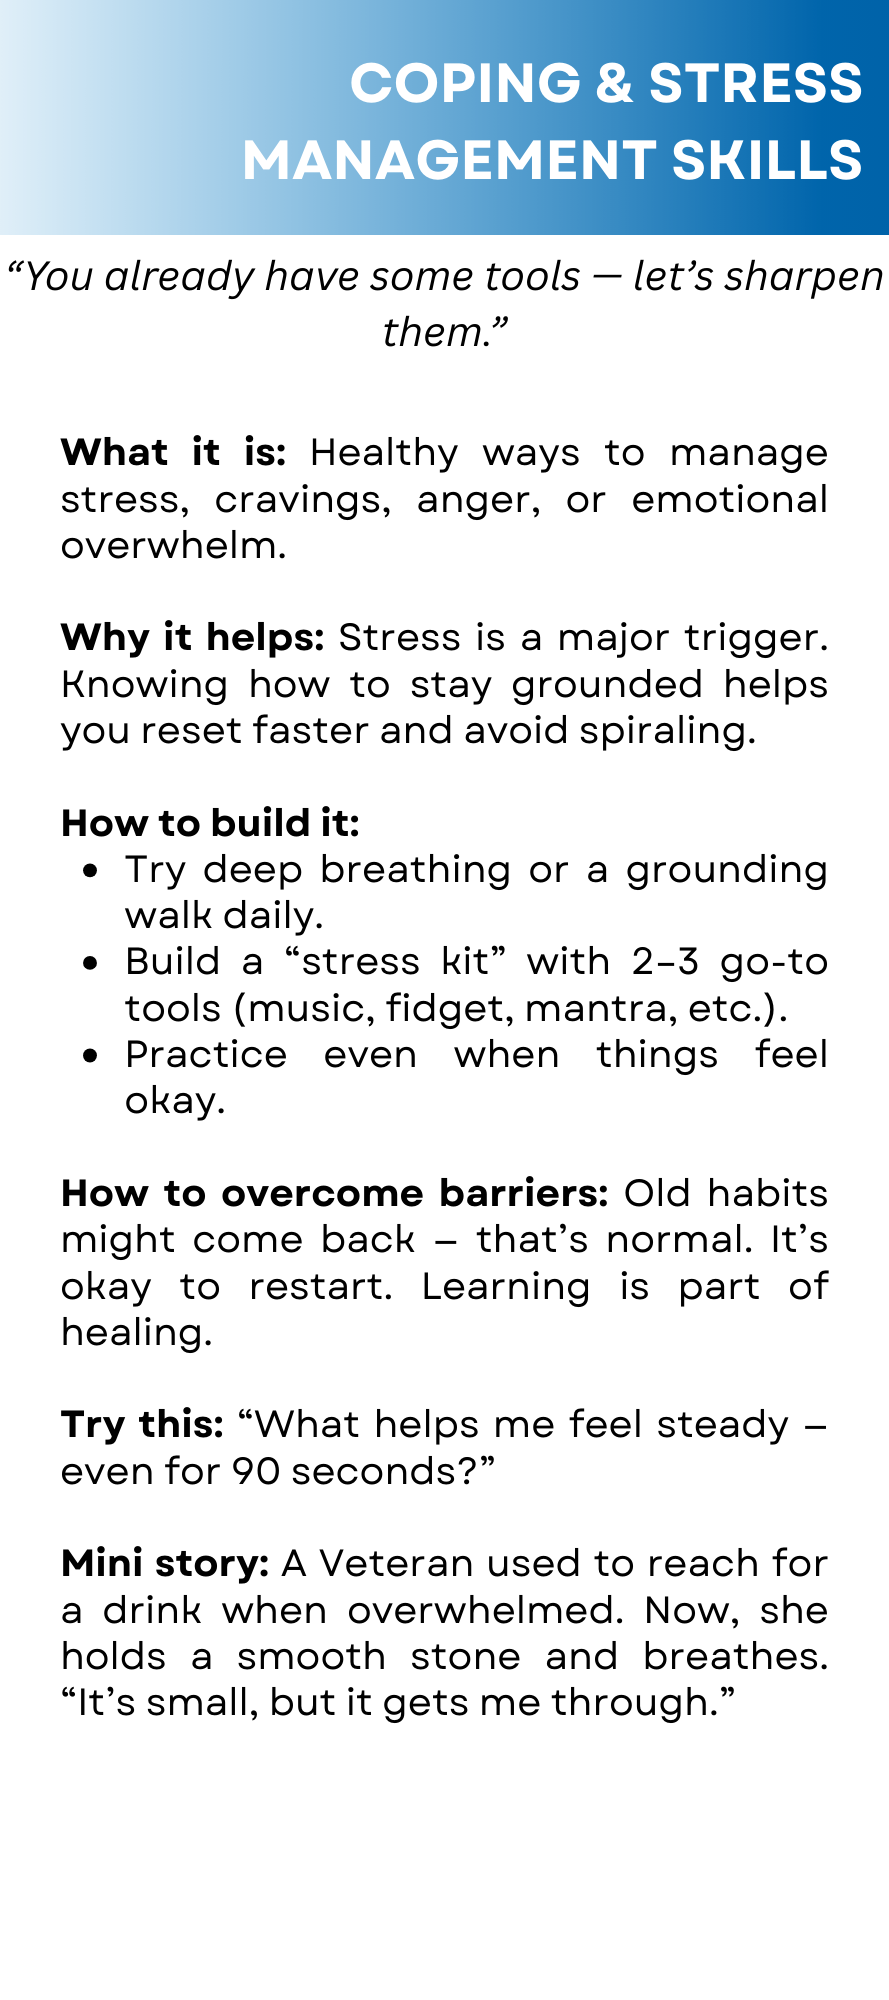 COPING & STRESS
MANAGEMENT SKILLS
“You already have some tools — let’s sharpen
them.”
What it is: Healthy ways to manage
stress, cravings, anger, or emotional
overwhelm.
Why it helps: Stress is a major trigger.
Knowing how to stay grounded helps
you reset faster and avoid spiraling.
How to build it:
• Try deep breathing or a grounding
walk daily.
• Build a “stress kit” with 2–3 go-to
tools (music, fidget, mantra, etc.).
• Practice even when things feel
okay.
How to overcome barriers: Old habits
might come back — that’s normal. It’s
okay to restart. Learning is part of
healing.
Try this: “What helps me feel steady —
even for 90 seconds?”
Mini story: A Veteran used to reach for
a drink when overwhelmed. Now, she
holds a smooth stone and breathes.
“It’s small, but it gets me through.”